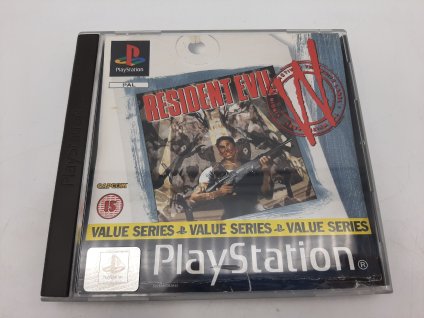 PlayStation
PAL
RESIDENT EVIL
PlayStation
CAPCOM
15
VALUE SERIES VALUE SERIES VALUE SERIES
PlayStation®